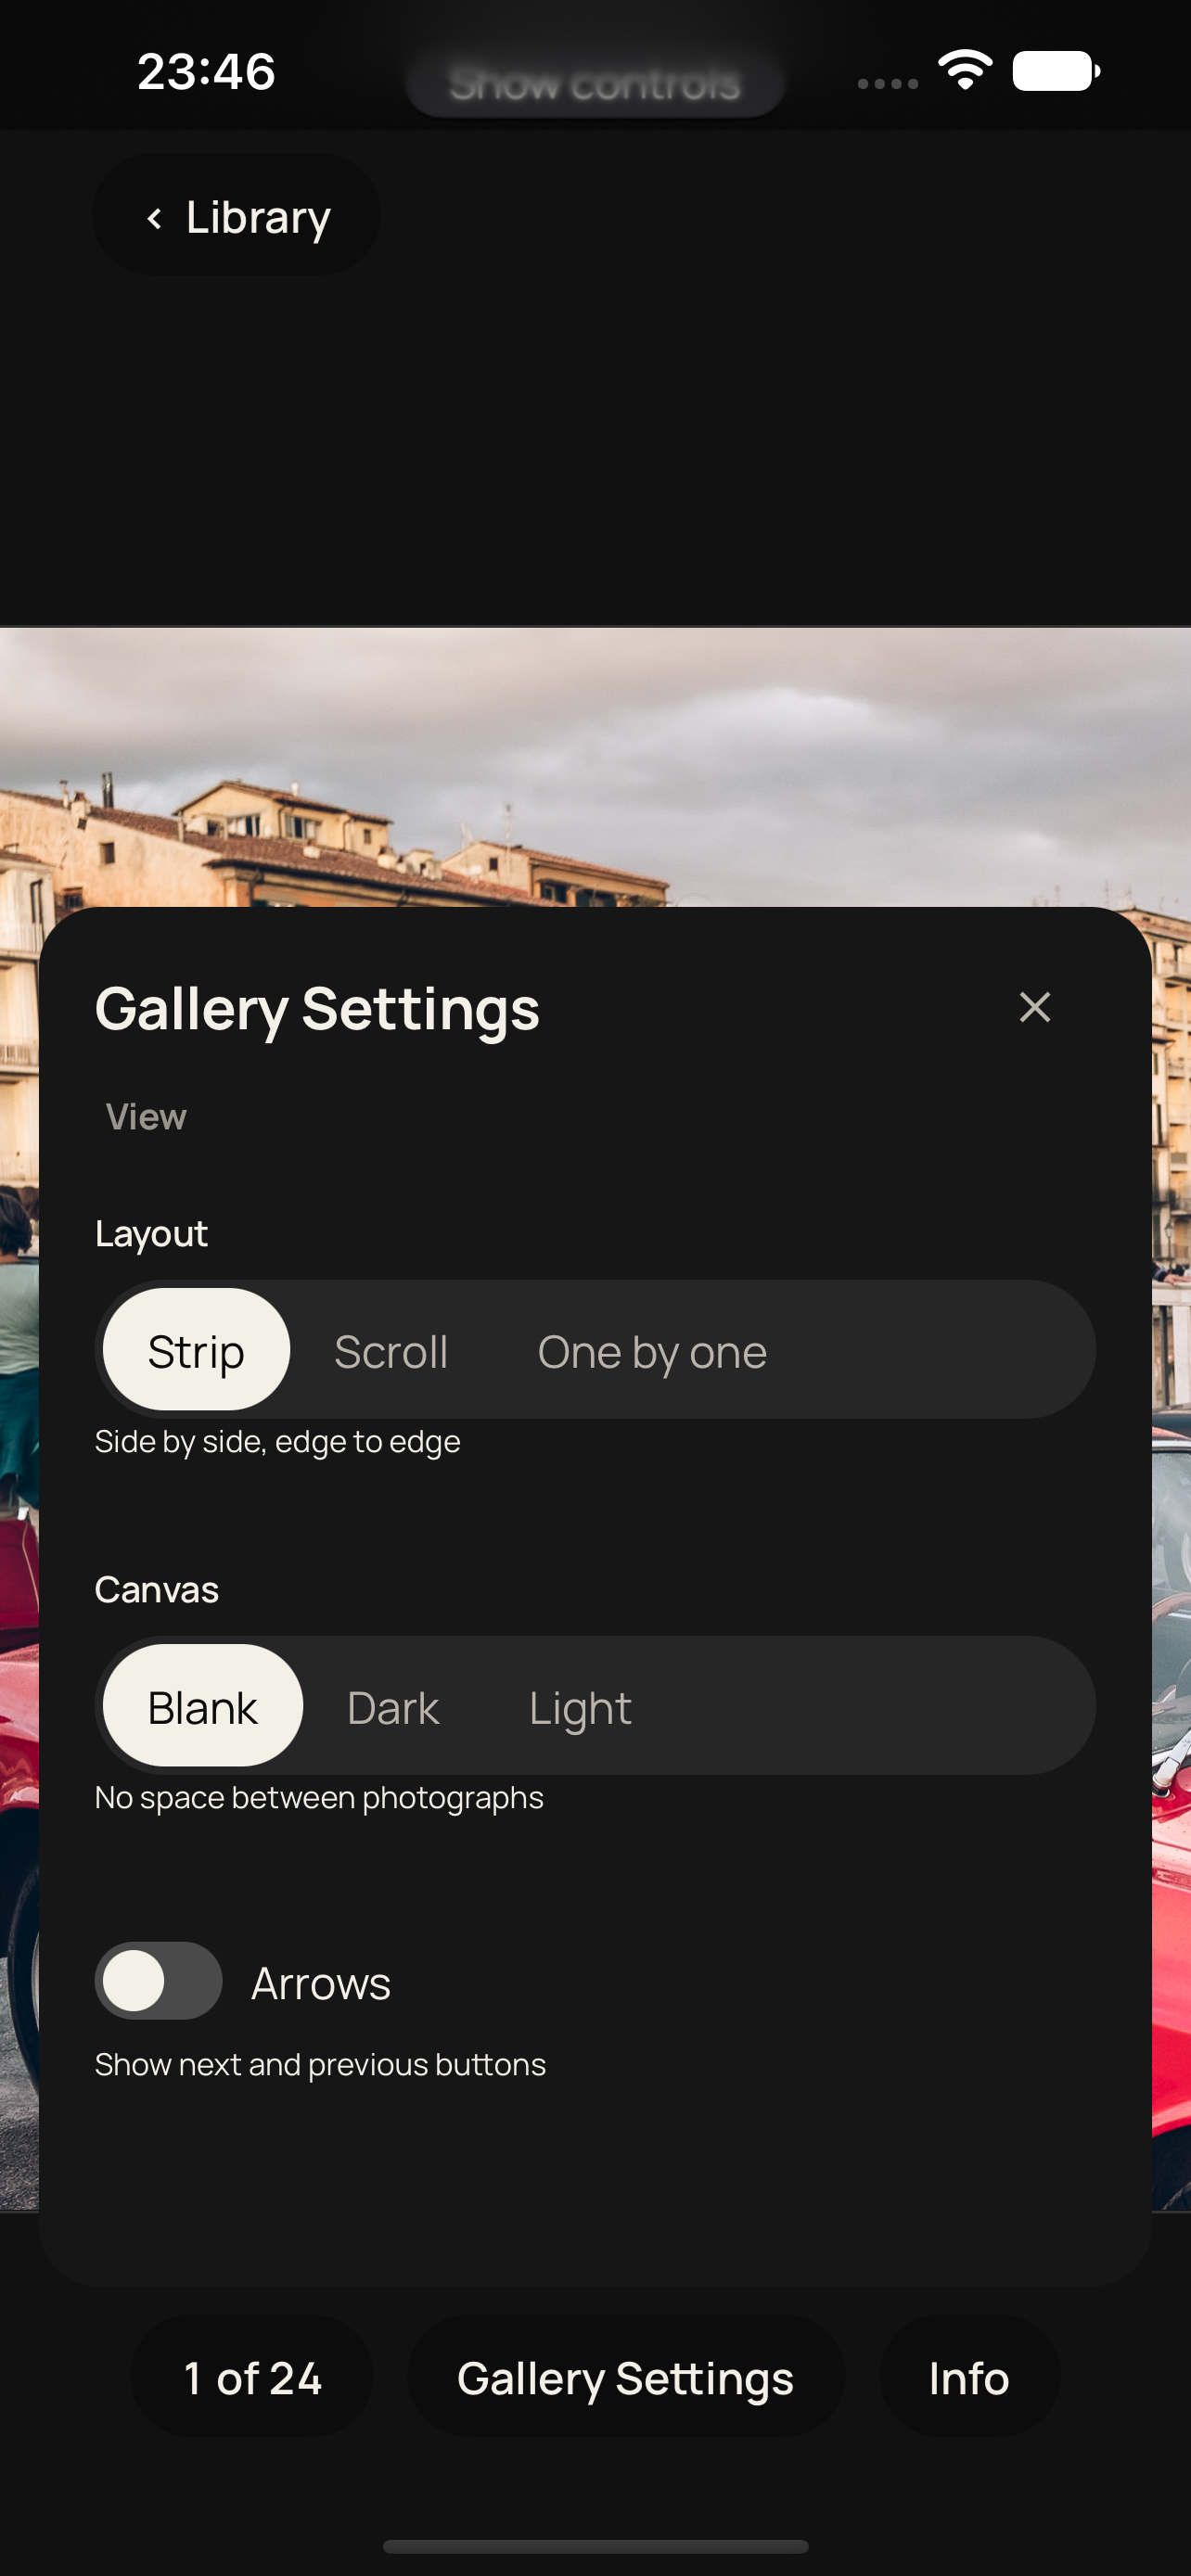 23:46
Show controls
Library
Gallery Settings
View
Layout
Strip Scroll One by one
Side by side, edge to edge
Canvas
Blank Dark Light
No space between photographs
Arrows
Show next and previous buttons
1 of 24 Gallery Settings Info